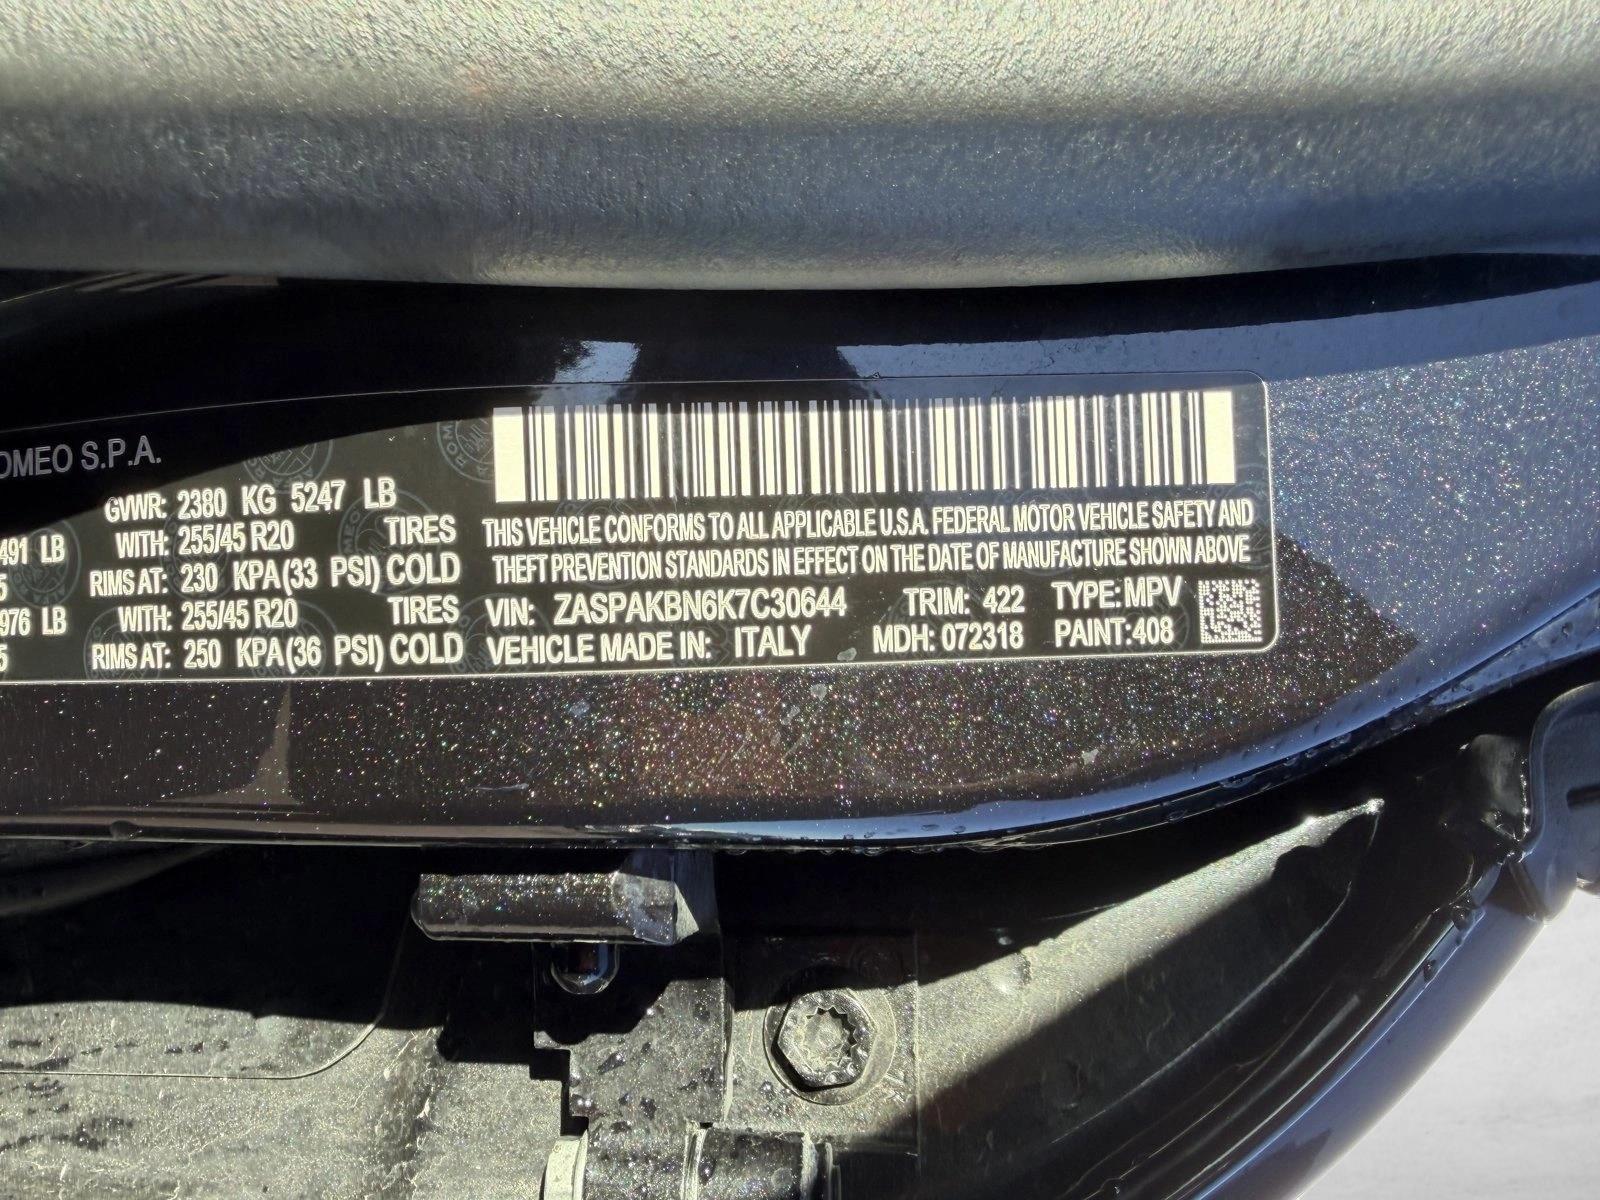 OMEO S.P.A.
GVWR: 2380 KG 5247 LB
491 LB WITH: 255/45 R20 TIRES
5 RIMS AT: 230 KPA(33 PSI) COLD
976 LB WITH: 255/45 R20 TIRES
5 RIMS AT: 250 KPA(36 PSI) COLD
THIS VEHICLE CONFORMS TO ALL APPLICABLE U.S.A. FEDERAL MOTOR VEHICLE SAFETY AND
THEFT PREVENTION STANDARDS IN EFFECT ON THE DATE OF MANUFACTURE SHOWN ABOVE
VIN: ZASPAKBN6K7C30644 TRIM: 422 TYPE: MPV
VEHICLE MADE IN: ITALY MDH: 072318 PAINT: 408